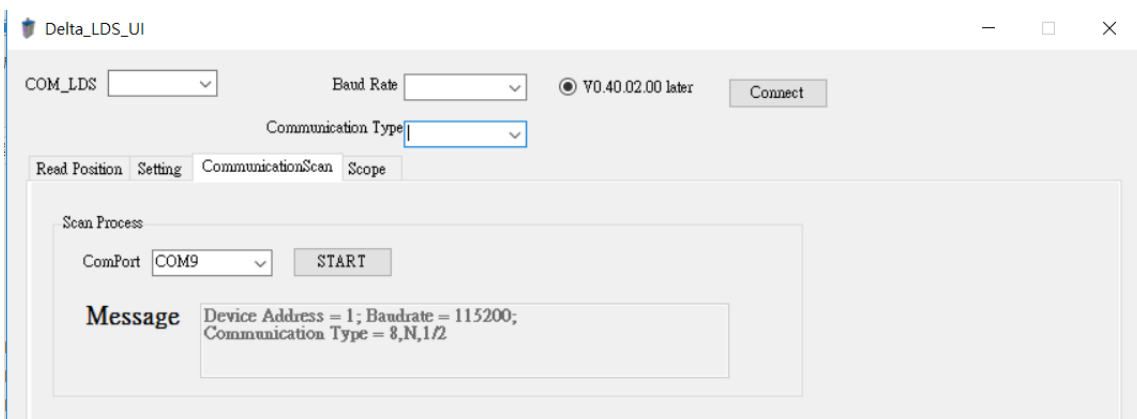 Delta_LDS_UI
COM_LDS Baud Rate V0.40.02.00 later Connect
Communication Type
Read Position Setting CommunicationScan Scope
Scan Process
ComPort COM9 START
Message Device Address = 1; Baudrate = 115200;
Communication Type = 8,N,1/2